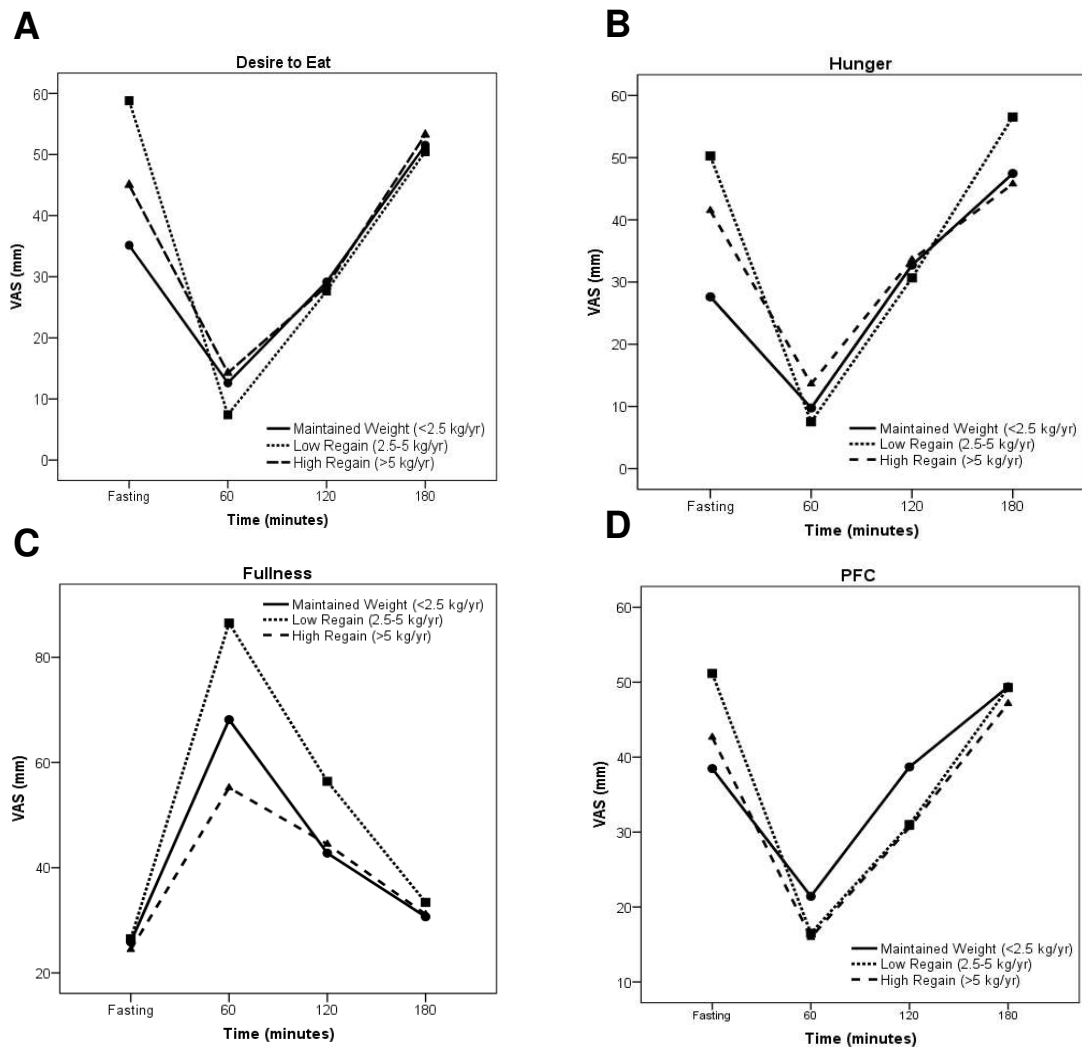 A
Desire to Eat
VAS (mm)
60
50
40
30
20
10
0
Maintained Weight (<2.5 kg/yr)
Low Regain (2.5-5 kg/yr)
High Regain (>5 kg/yr)
Fasting 60 120 180
Time (minutes)
B
Hunger
VAS (mm)
60
50
40
30
20
10
0
Maintained Weight (<2.5 kg/yr)
Low Regain (2.5-5 kg/yr)
High Regain (>5 kg/yr)
Fasting 60 120 180
Time (minutes)
C
Fullness
Maintained Weight (<2.5 kg/yr)
Low Regain (2.5-5 kg/yr)
High Regain (>5 kg/yr)
VAS (mm)
80
60
40
20
Fasting 60 120 180
Time (minutes)
D
PFC
VAS (mm)
60
50
40
30
20
10
Maintained Weight (<2.5 kg/yr)
Low Regain (2.5-5 kg/yr)
High Regain (>5 kg/yr)
Fasting 60 120 180
Time (minutes)